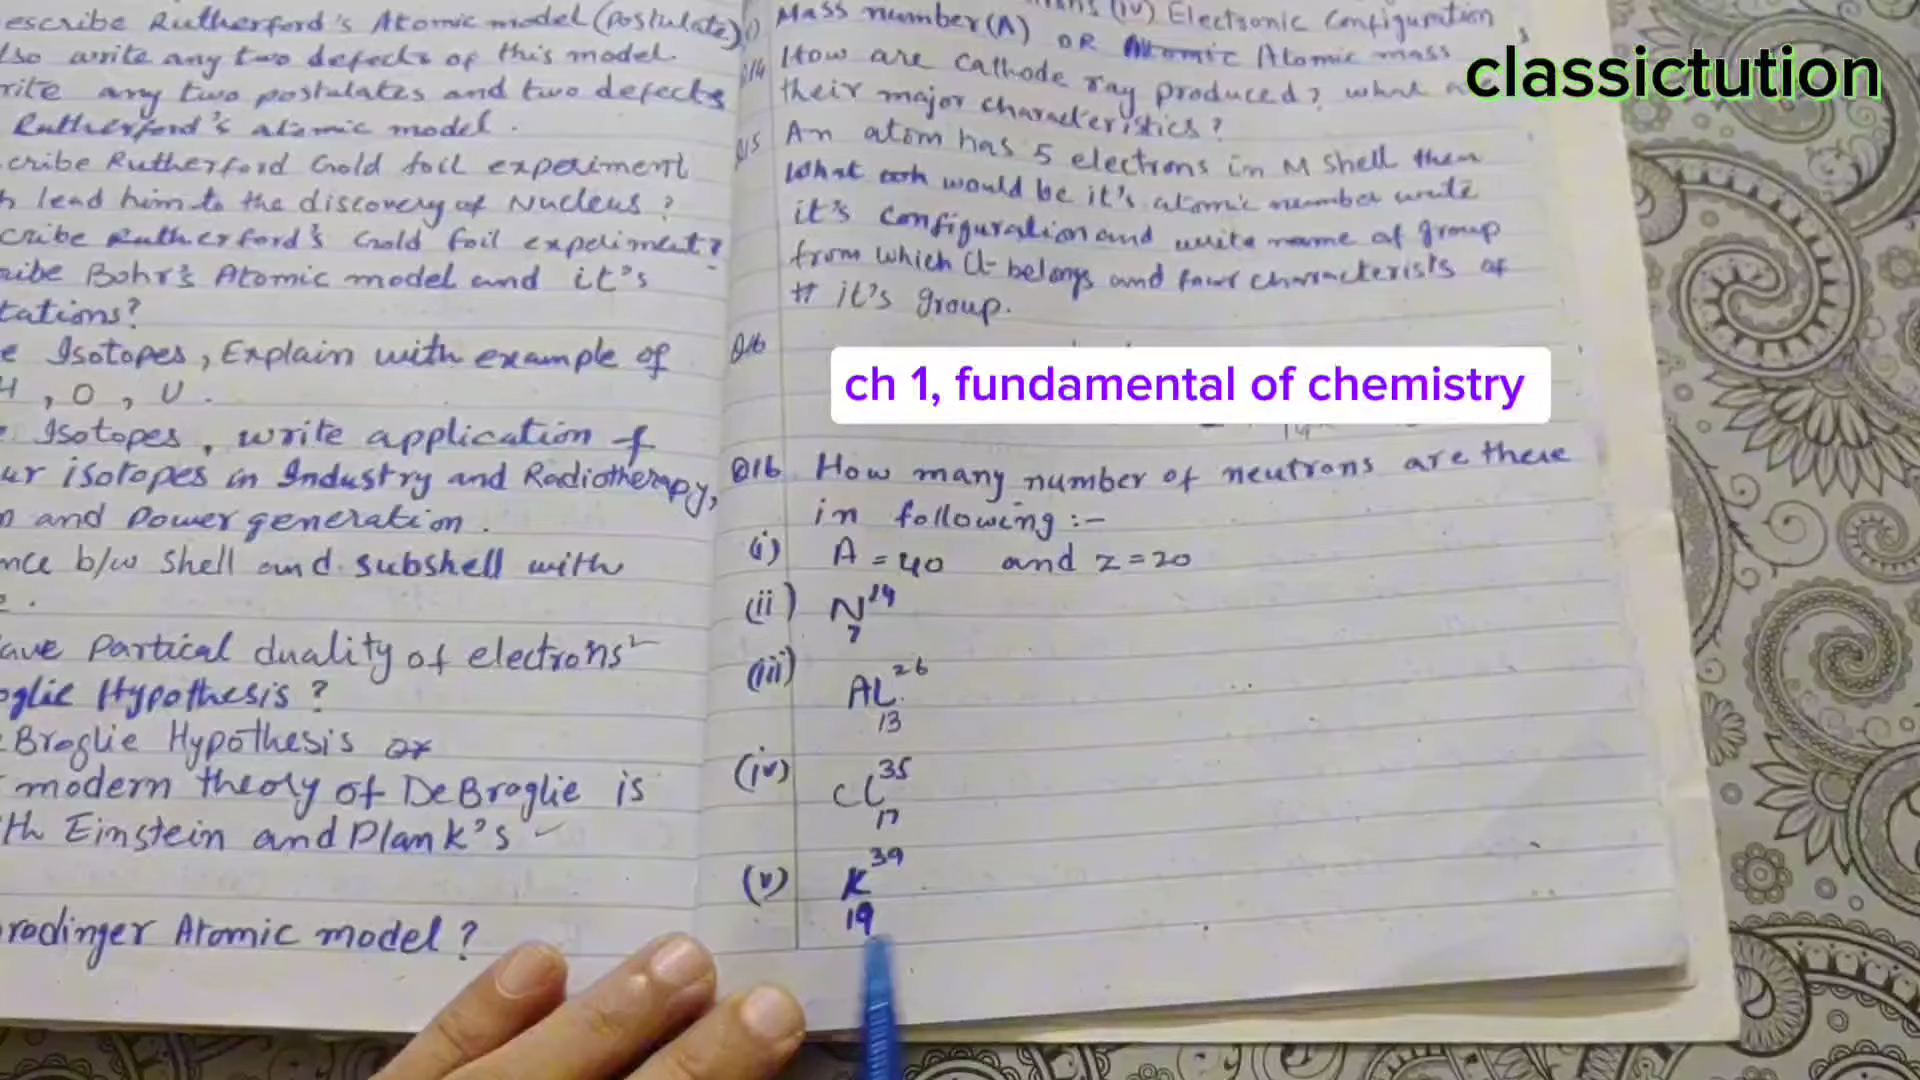 escribe Rutherford's Atomic model (postulate)
lso write any two defects of this model.
rite any two postulates and two defects
Rutherford's atomic model.
cribe Rutherford Gold foil experiment
h lead him to the discovery of Nucleus?
cribe Rutherford's Gold foil experiment?
ribe Bohr's Atomic model and it's
tations?
e Isotopes, Explain with example of
H, O, U.
e Isotopes, write application of
ur isotopes in Industry and Radiotherapy,
n and Power generation.
nce b/w Shell and subshell with
e.
ave Partical duality of electrons
oglie Hypothesis?
e Broglie Hypothesis or
modern theory of DeBroglie is
ith Einstein and Plank's
rodinger Atomic model?
(iv) Electronic Configuration
Mass number (A) OR Atomic mass
Q14 How are cathode ray produced? what a
their major characteristics?
Q15 An atom has 5 electrons in M shell then
What would be it's atomic number write
it's configuration and write name of group
from which it belongs and four characterists of
it's group.
Q16
classictution
ch 1, fundamental of chemistry
Q16 How many number of neutrons are there
in following :-
(i) A = 40 and z = 20
(ii) N 14
7
(iii) AL 26
13
(iv) Cl 35
17
(v) K 39
19